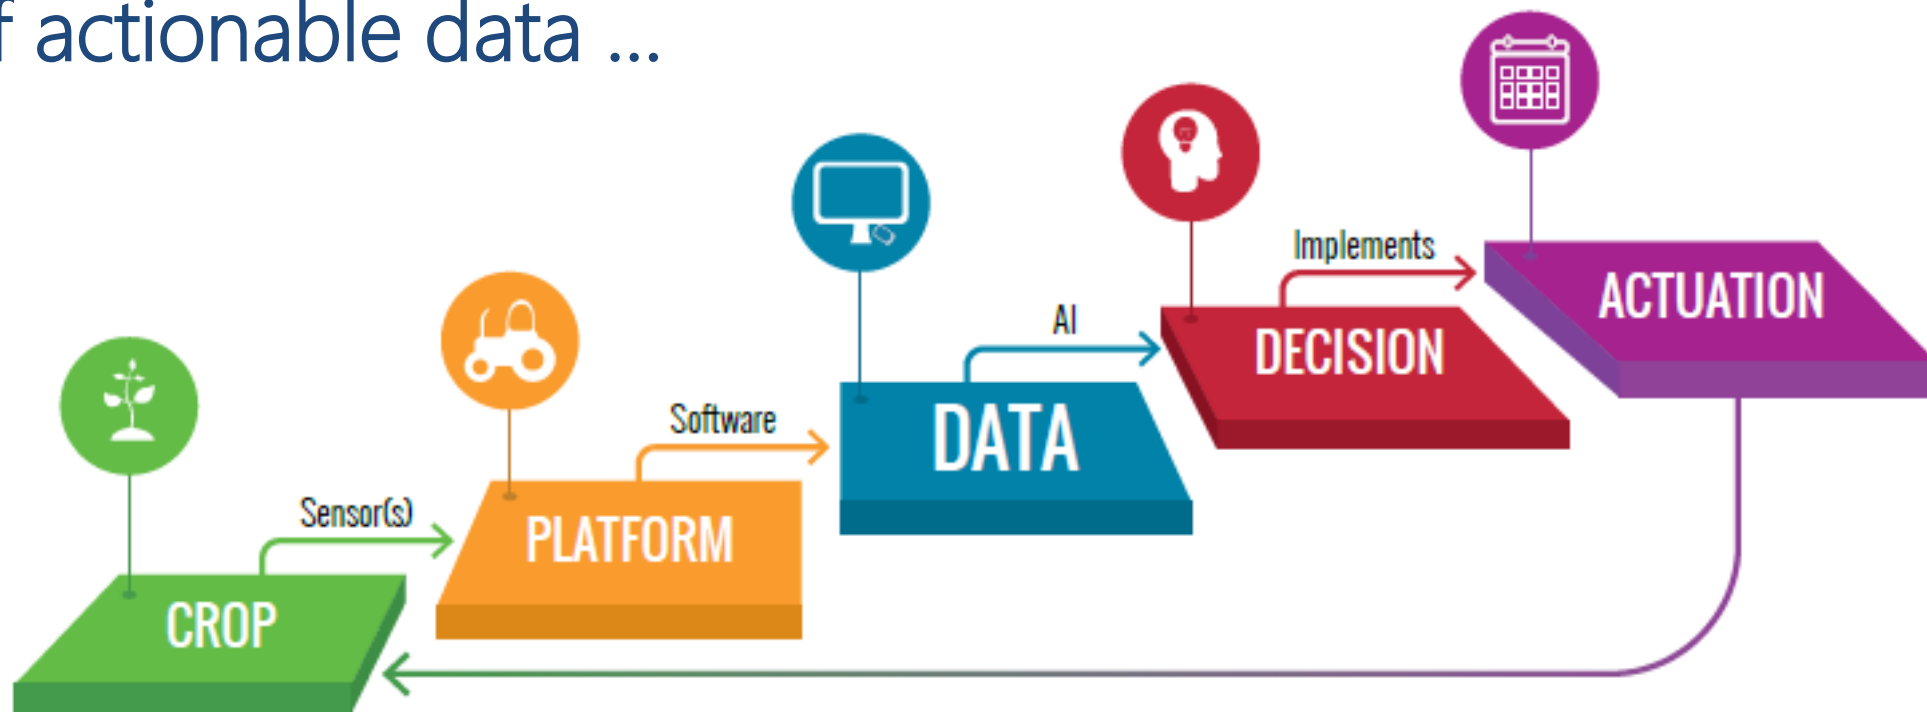 f actionable data ...
Implements
ACTUATION
AI
DECISION
Software
DATA
Sensor(s)
PLATFORM
CROP